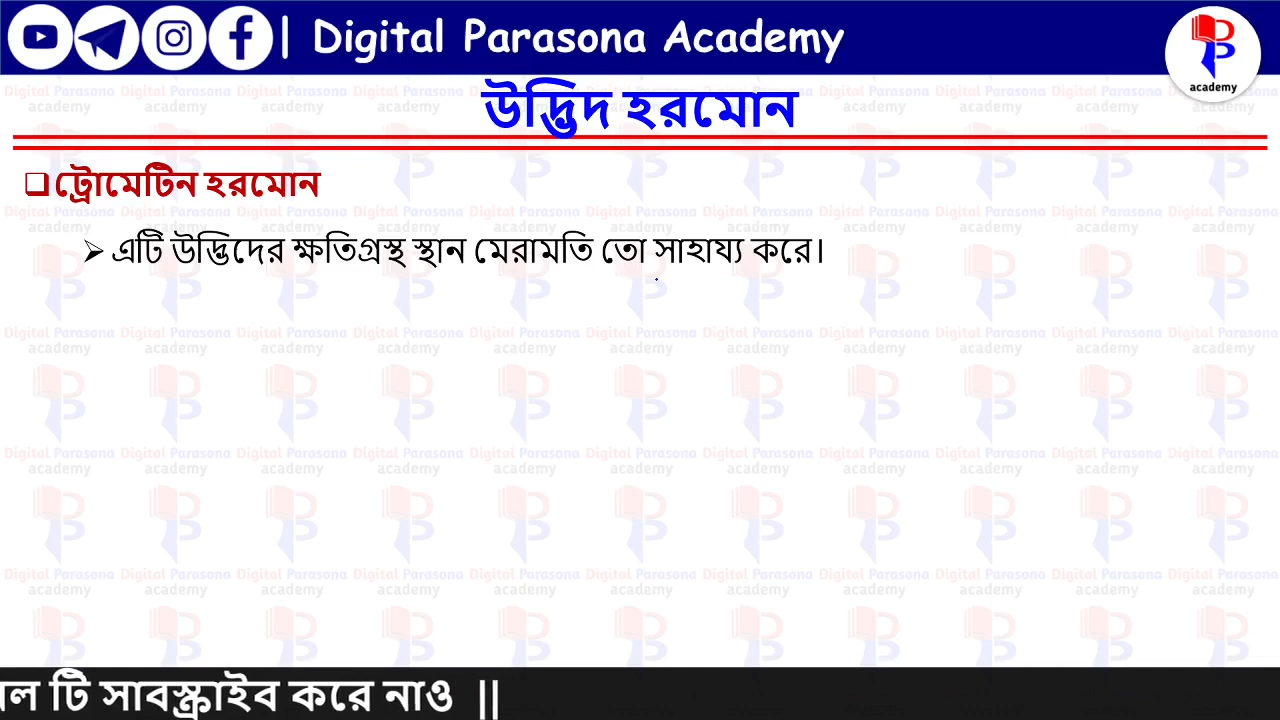 | Digital Parasona Academy
academy
উদ্ভিদ হরমোন
ট্রোমেটিন হরমোন
এটি উদ্ভিদের ক্ষতিগ্রস্থ স্থান মেরামতি তো সাহায্য করে।
টি সাবস্ক্রাইব করে নাও ||